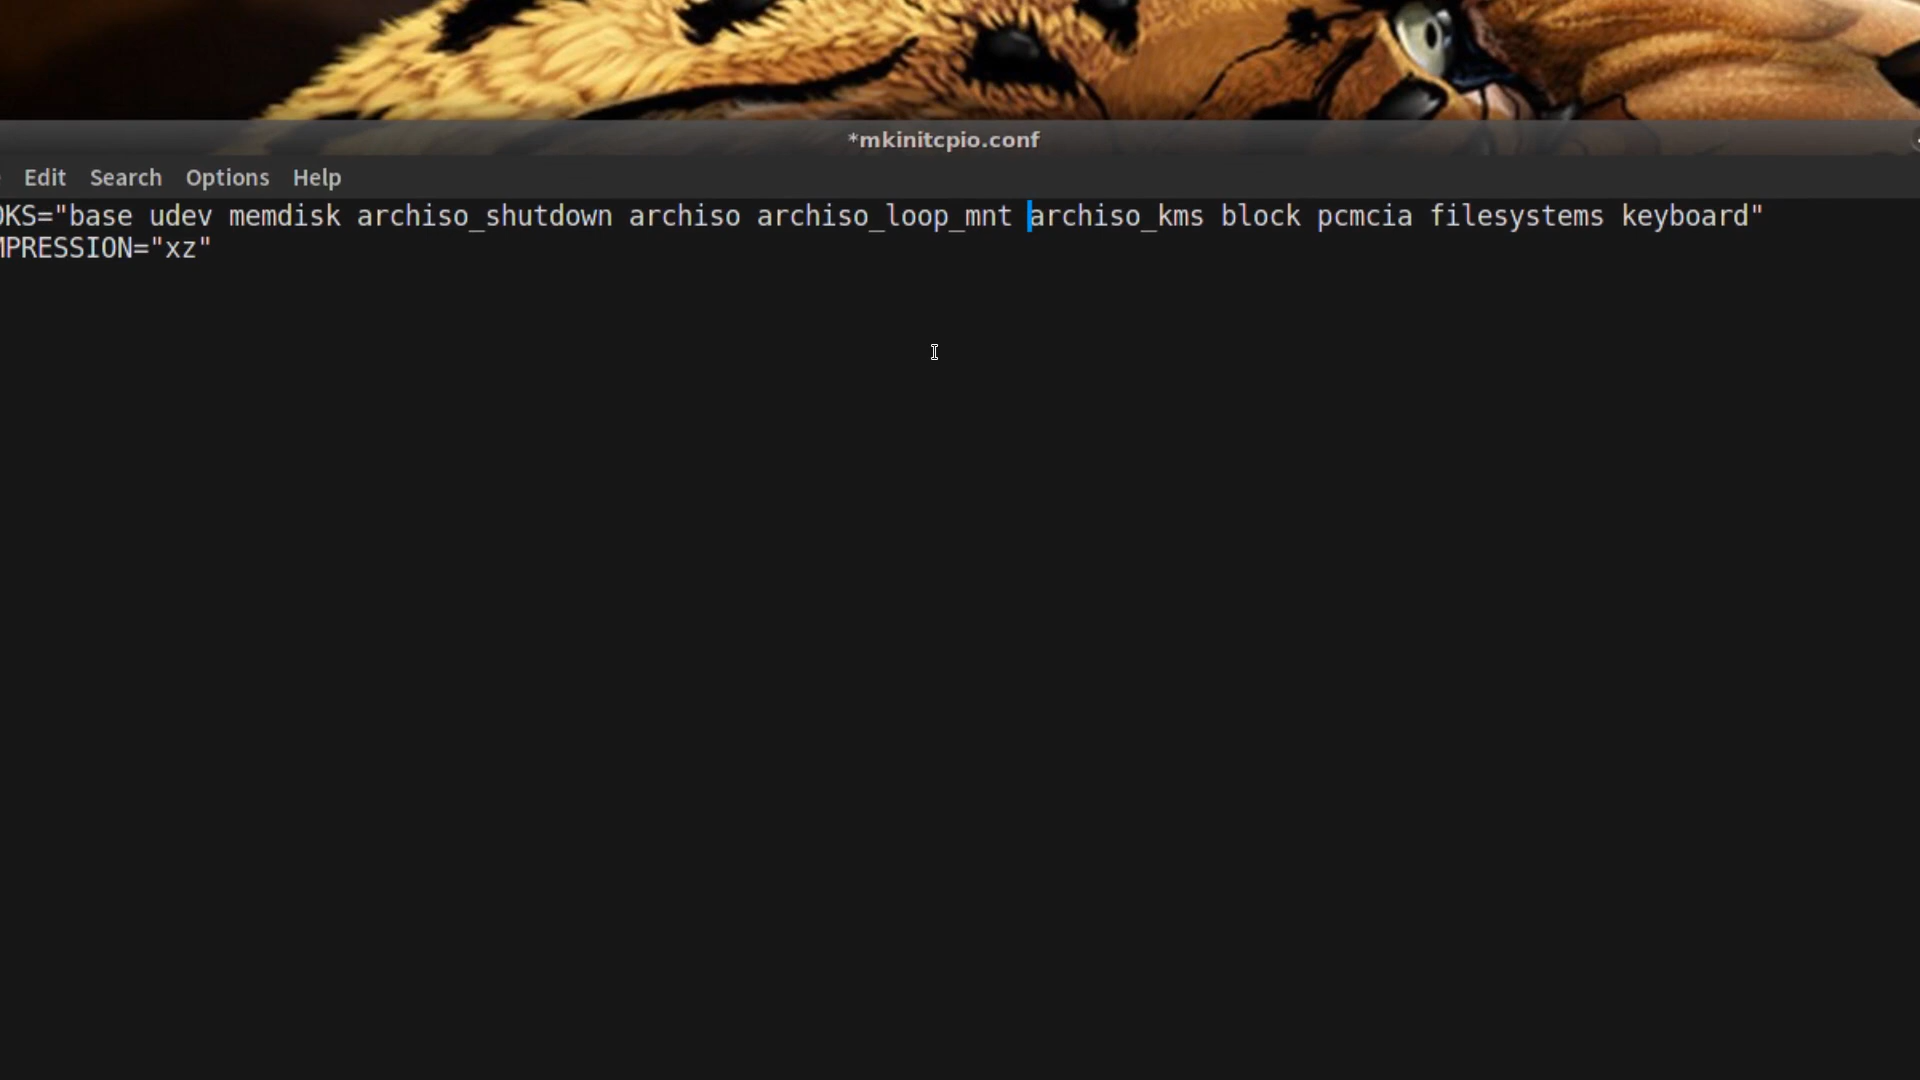 *mkinitcpio.conf
Edit Search Options Help
OKS="base udev memdisk archiso_shutdown archiso archiso_loop_mnt archiso_kms block pcmcia filesystems keyboard"
MPRESSION="xz"